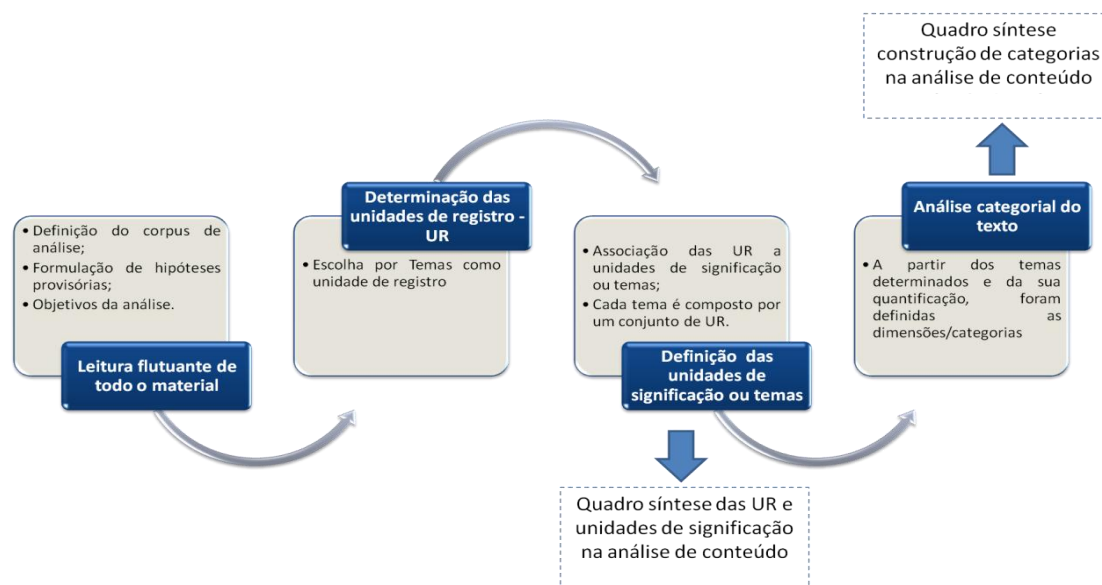 • Definição do corpus de
análise;
• Formulação de hipóteses
provisórias;
• Objetivos da análise.
Leitura flutuante de
todo o material
Determinação das
unidades de registro -
UR
• Escolha por Temas como
unidade de registro
• Associação das UR a
unidades de significação
ou temas;
• Cada tema é composto por
um conjunto de UR.
Definição das
unidades de
significação ou temas
Quadro síntese das UR e
unidades de significação
na análise de conteúdo
Quadro síntese
construção de categorias
na análise de conteúdo
Análise categorial do
texto
• A partir dos temas
determinados e da sua
quantificação, foram
definidas as
dimensões/categorias